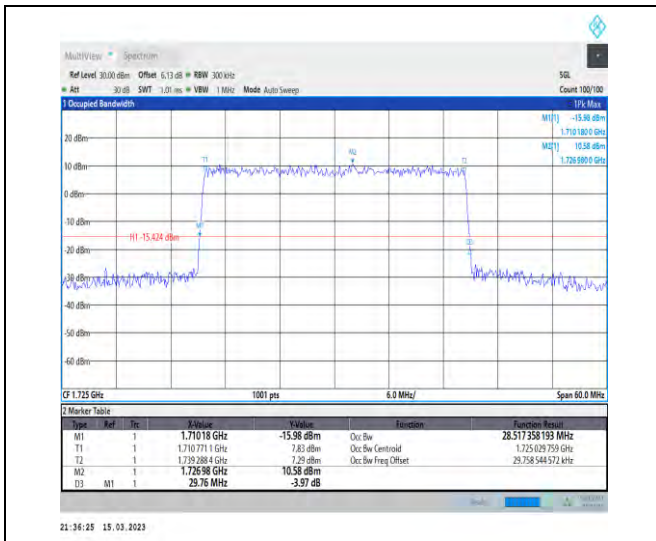 MultiView Spectrum
Ref Level 30.00 dBm Offset 6.13 dB RBW 300 kHz SGL
Att 30 dB SWT 1.01 ms VBW 1 MHz Mode Auto Sweep Count 100/100
1 Occupied Bandwidth 1Pk Max
M1[1] -15.98 dBm
1.710 180 0 GHz
M2[1] 10.58 dBm
1.726 980 0 GHz
20 dBm
M2
T1 T2
10 dBm
0 dBm
-10 dBm
M1
H1 -15.424 dBm
D3
-20 dBm
-30 dBm
-40 dBm
-50 dBm
-60 dBm
CF 1.725 GHz 1001 pts 6.0 MHz/ Span 60.0 MHz
2 Marker Table
Type Ref Trc X-Value Y-Value Function Function Result
M1 1 1.71018 GHz -15.98 dBm Occ Bw 28.517 358 193 MHz
T1 1 1.710 771 1 GHz 7.83 dBm Occ Bw Centroid 1.725 029 759 GHz
T2 1 1.739 288 4 GHz 7.29 dBm Occ Bw Freq Offset 29.758 544 572 kHz
M2 1 1.726 98 GHz 10.58 dBm
D3 M1 1 29.76 MHz -3.97 dB
21:36:25 15.03.2023